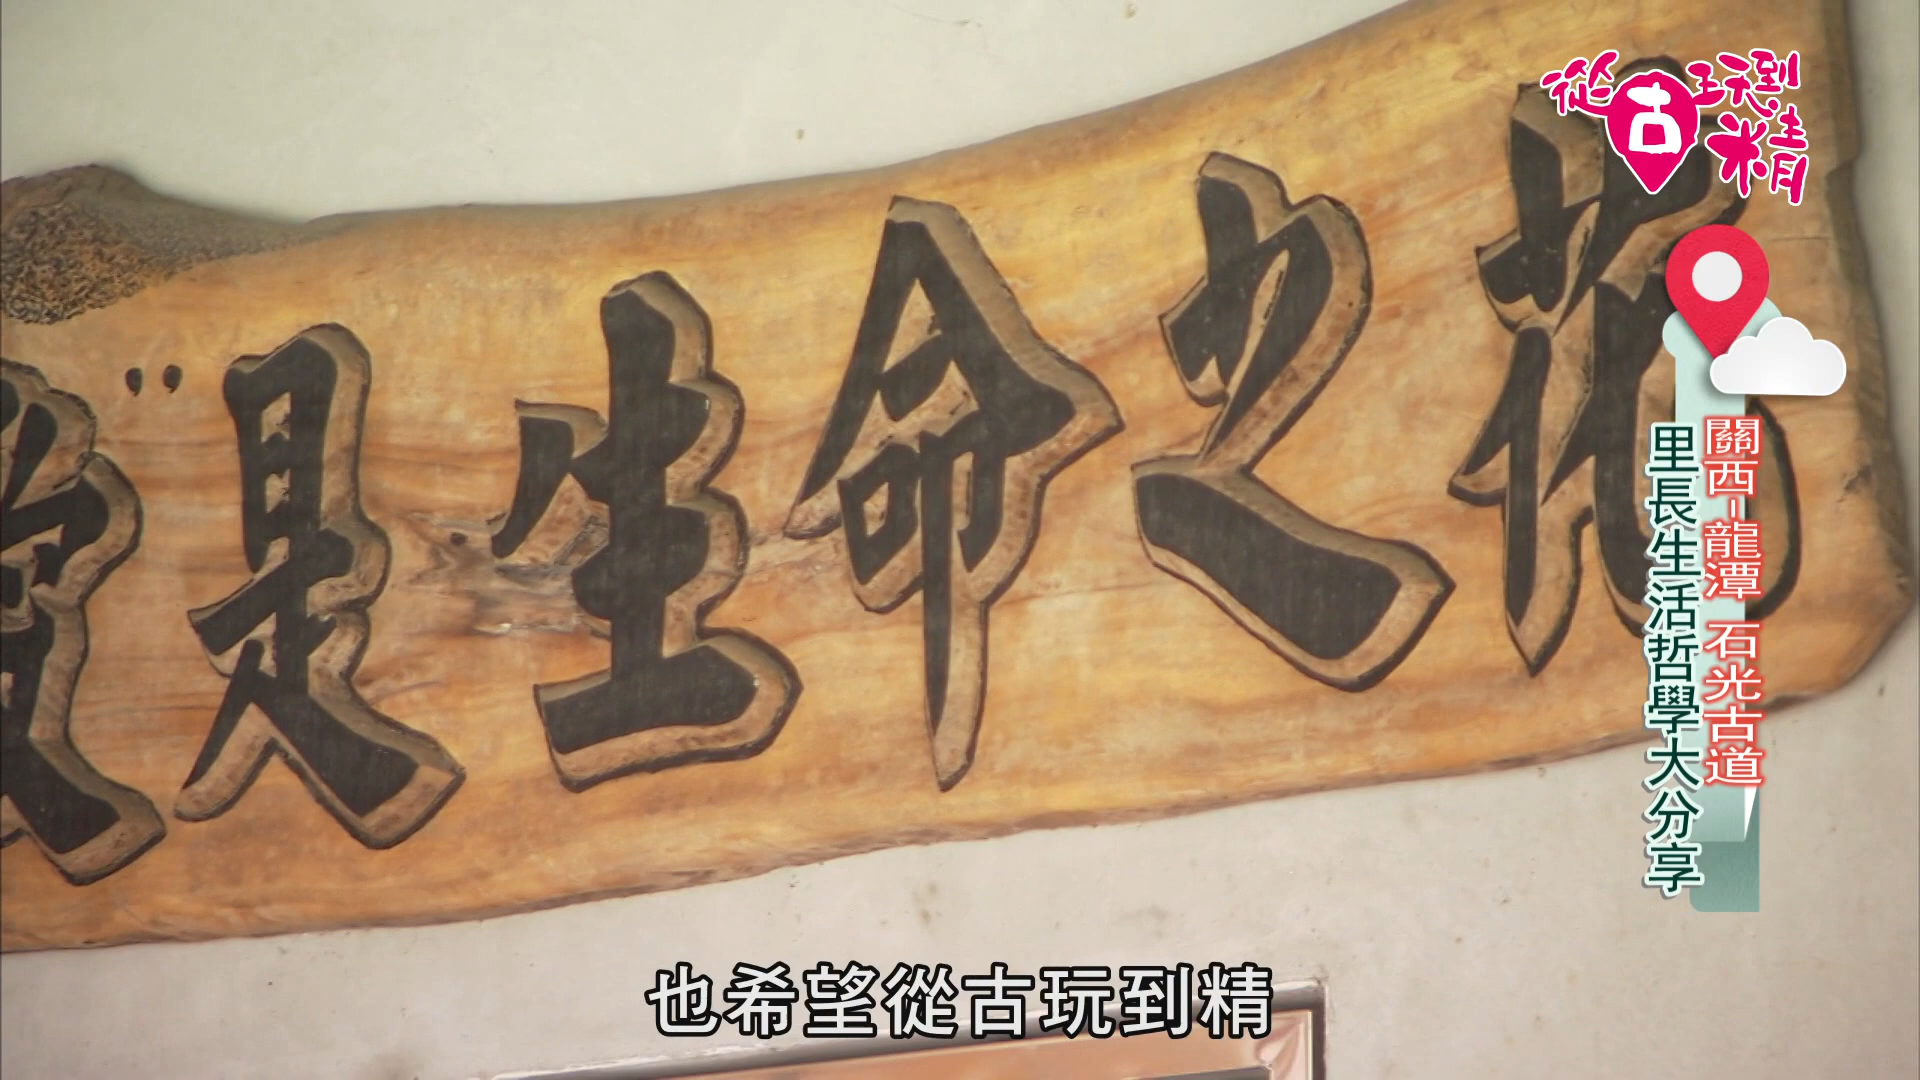 從古玩到精
關西-龍潭 石光古道
里長生活哲學大分享
"是生命之花
也希望從古玩到精